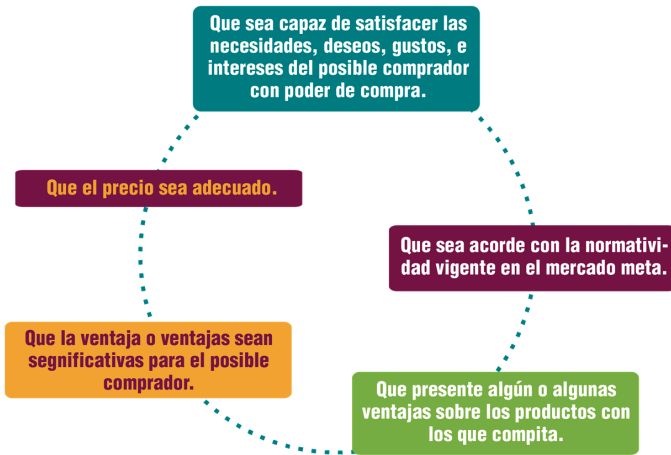 Que sea capaz de satisfacer las
necesidades, deseos, gustos, e
intereses del posible comprador
con poder de compra.
Que el precio sea adecuado.
Que sea acorde con la normativi-
dad vigente en el mercado meta.
Que la ventaja o ventajas sean
segnificativas para el posible
comprador.
Que presente algún o algunas
ventajas sobre los productos con
los que compita.